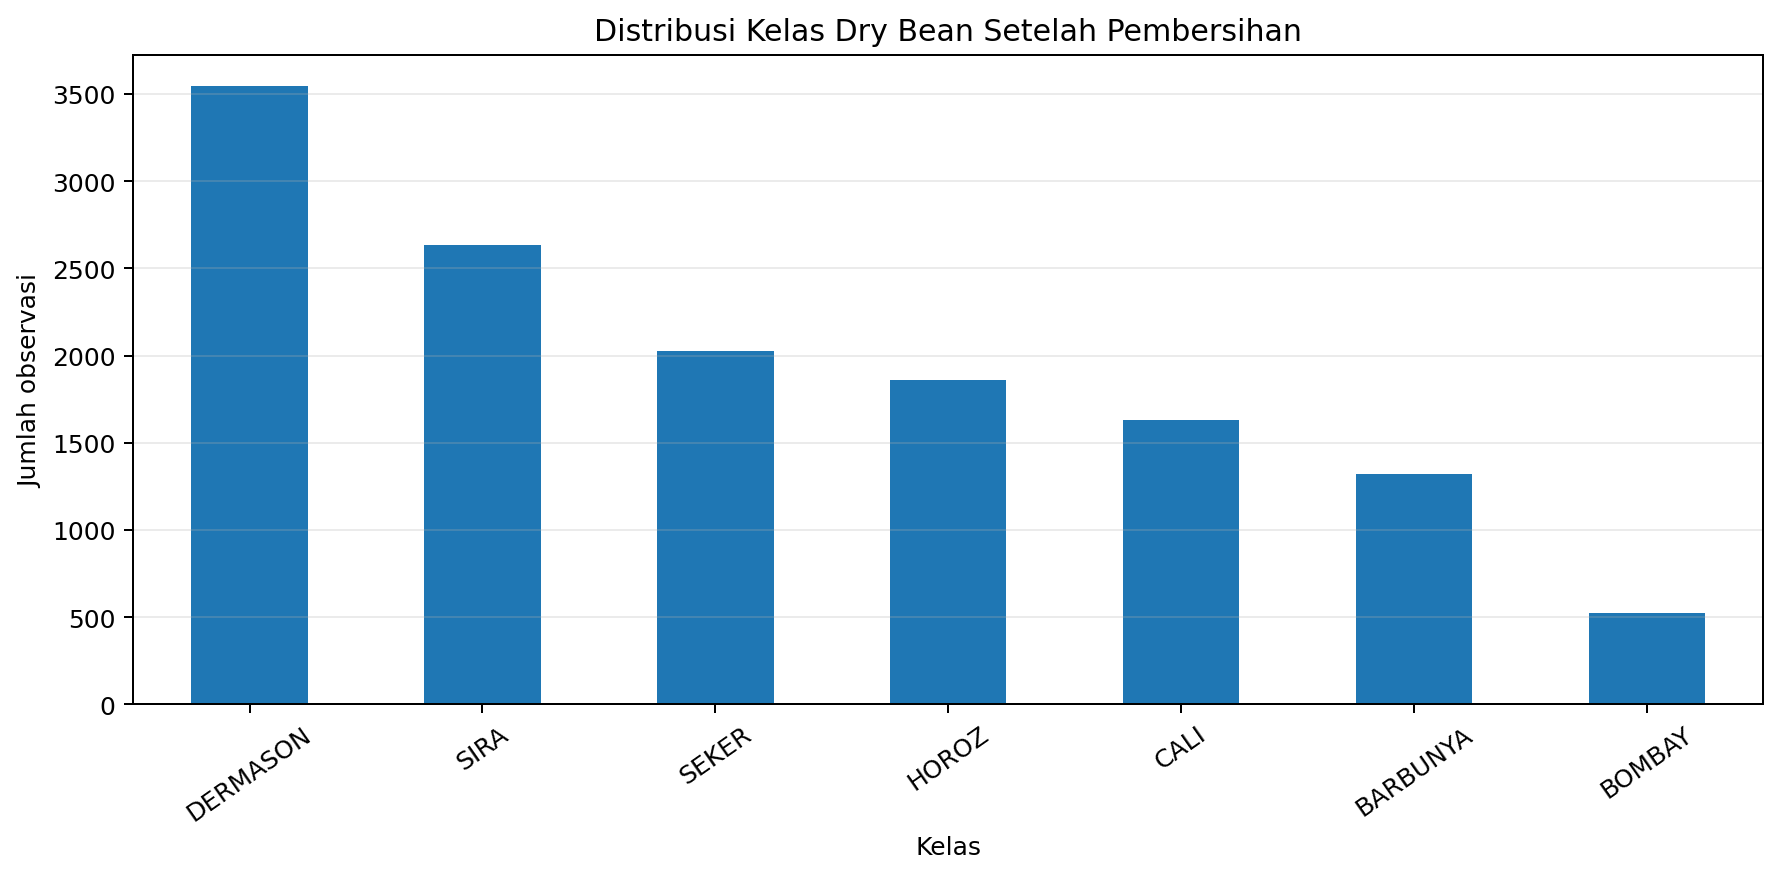 Distribusi Kelas Dry Bean Setelah Pembersihan
Jumlah observasi
3500
3000
2500
2000
1500
1000
500
0
DERMASON
SIRA
SEKER
HOROZ
CALI
BARBUNYA
BOMBAY
Kelas